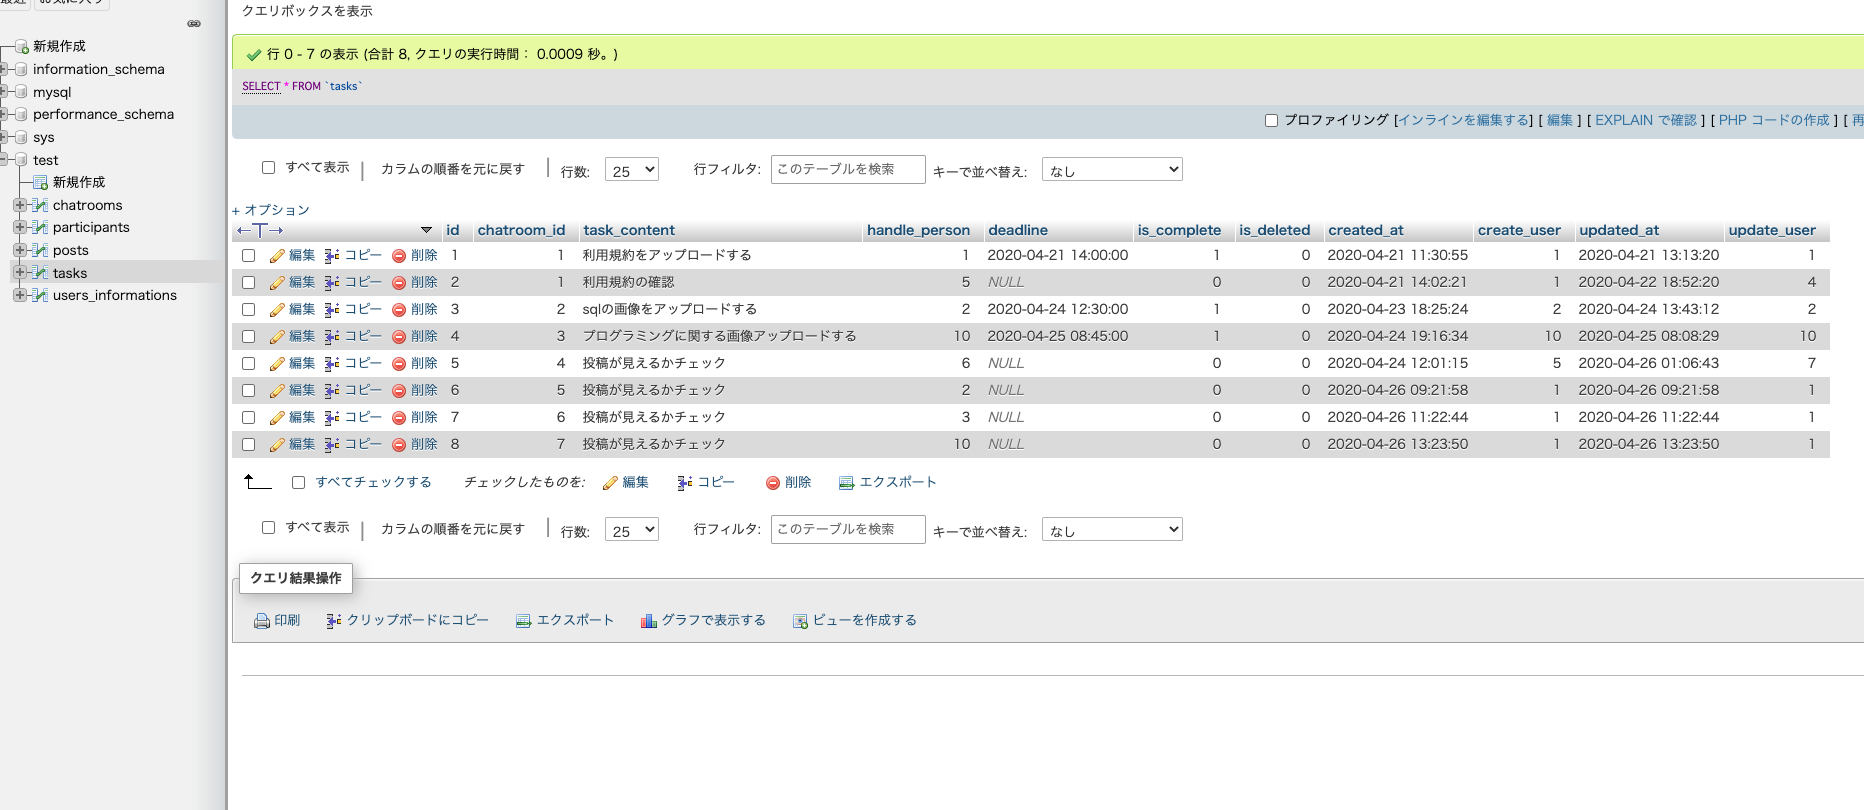 最近 お気に入り
新規作成
information_schema
mysql
performance_schema
sys
test
新規作成
chatrooms
participants
posts
tasks
users_informations
クエリボックスを表示
行 0 - 7 の表示 (合計 8, クエリの実行時間： 0.0009 秒。)
SELECT * FROM `tasks`
プロファイリング [インラインを編集する] [ 編集 ] [ EXPLAIN で確認 ] [ PHP コードの作成 ] [ 再
すべて表示 カラムの順番を元に戻す 行数: 25 行フィルタ: このテーブルを検索 キーで並べ替え: なし
+ オプション
←T→ id chatroom_id task_content handle_person deadline is_complete is_deleted created_at create_user updated_at update_user
編集 コピー 削除 1 1 利用規約をアップロードする 1 2020-04-21 14:00:00 1 0 2020-04-21 11:30:55 1 2020-04-21 13:13:20 1
編集 コピー 削除 2 1 利用規約の確認 5 NULL 0 0 2020-04-21 14:02:21 1 2020-04-22 18:52:20 4
編集 コピー 削除 3 2 sqlの画像をアップロードする 2 2020-04-24 12:30:00 1 0 2020-04-23 18:25:24 2 2020-04-24 13:43:12 2
編集 コピー 削除 4 3 プログラミングに関する画像アップロードする 10 2020-04-25 08:45:00 1 0 2020-04-24 19:16:34 10 2020-04-25 08:08:29 10
編集 コピー 削除 5 4 投稿が見えるかチェック 6 NULL 0 0 2020-04-24 12:01:15 5 2020-04-26 01:06:43 7
編集 コピー 削除 6 5 投稿が見えるかチェック 2 NULL 0 0 2020-04-26 09:21:58 1 2020-04-26 09:21:58 1
編集 コピー 削除 7 6 投稿が見えるかチェック 3 NULL 0 0 2020-04-26 11:22:44 1 2020-04-26 11:22:44 1
編集 コピー 削除 8 7 投稿が見えるかチェック 10 NULL 0 0 2020-04-26 13:23:50 1 2020-04-26 13:23:50 1
すべてチェックする チェックしたものを: 編集 コピー 削除 エクスポート
すべて表示 カラムの順番を元に戻す 行数: 25 行フィルタ: このテーブルを検索 キーで並べ替え: なし
クエリ結果操作
印刷 クリップボードにコピー エクスポート グラフで表示する ビューを作成する